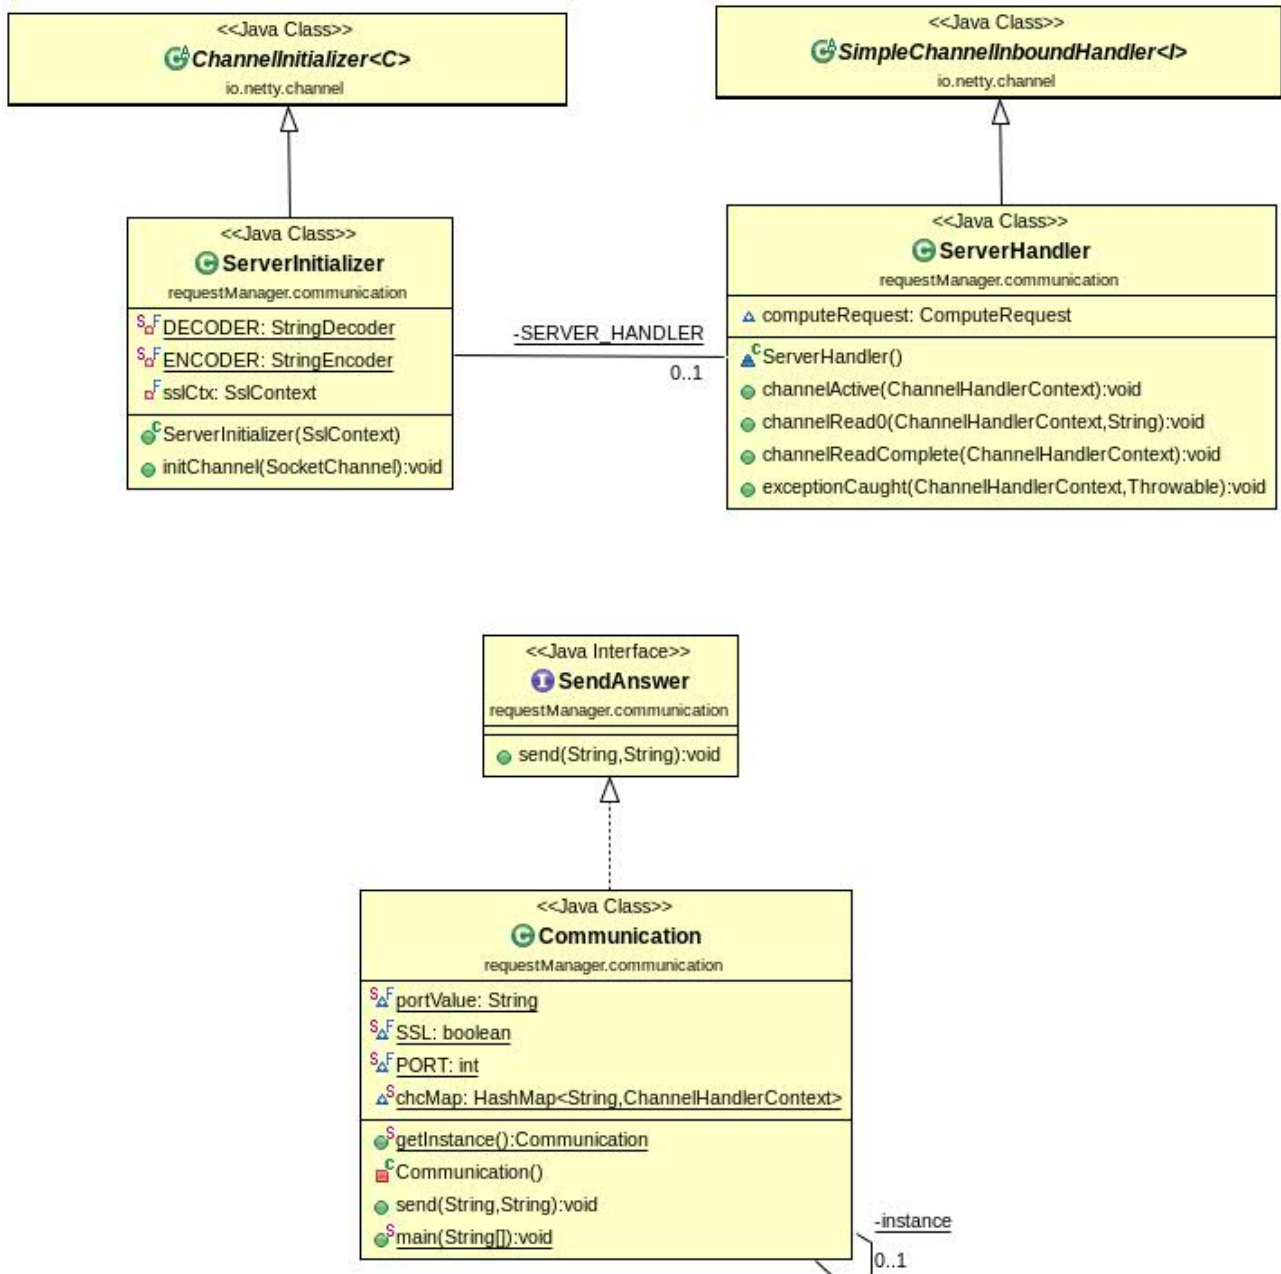 <<Java Class>>
ChannelInitializer<C>
io.netty.channel
<<Java Class>>
SimpleChannelInboundHandler<I>
io.netty.channel
<<Java Class>>
ServerInitializer
requestManager.communication
DECODER: StringDecoder
ENCODER: StringEncoder
sslCtx: SslContext
ServerInitializer(SslContext)
initChannel(SocketChannel):void
-SERVER_HANDLER
0..1
<<Java Class>>
ServerHandler
requestManager.communication
computeRequest: ComputeRequest
ServerHandler()
channelActive(ChannelHandlerContext):void
channelRead0(ChannelHandlerContext,String):void
channelReadComplete(ChannelHandlerContext):void
exceptionCaught(ChannelHandlerContext,Throwable):void
<<Java Interface>>
SendAnswer
requestManager.communication
send(String,String):void
<<Java Class>>
Communication
requestManager.communication
portValue: String
SSL: boolean
PORT: int
chcMap: HashMap<String,ChannelHandlerContext>
getInstance():Communication
Communication()
send(String,String):void
main(String[]):void
-instance
0..1